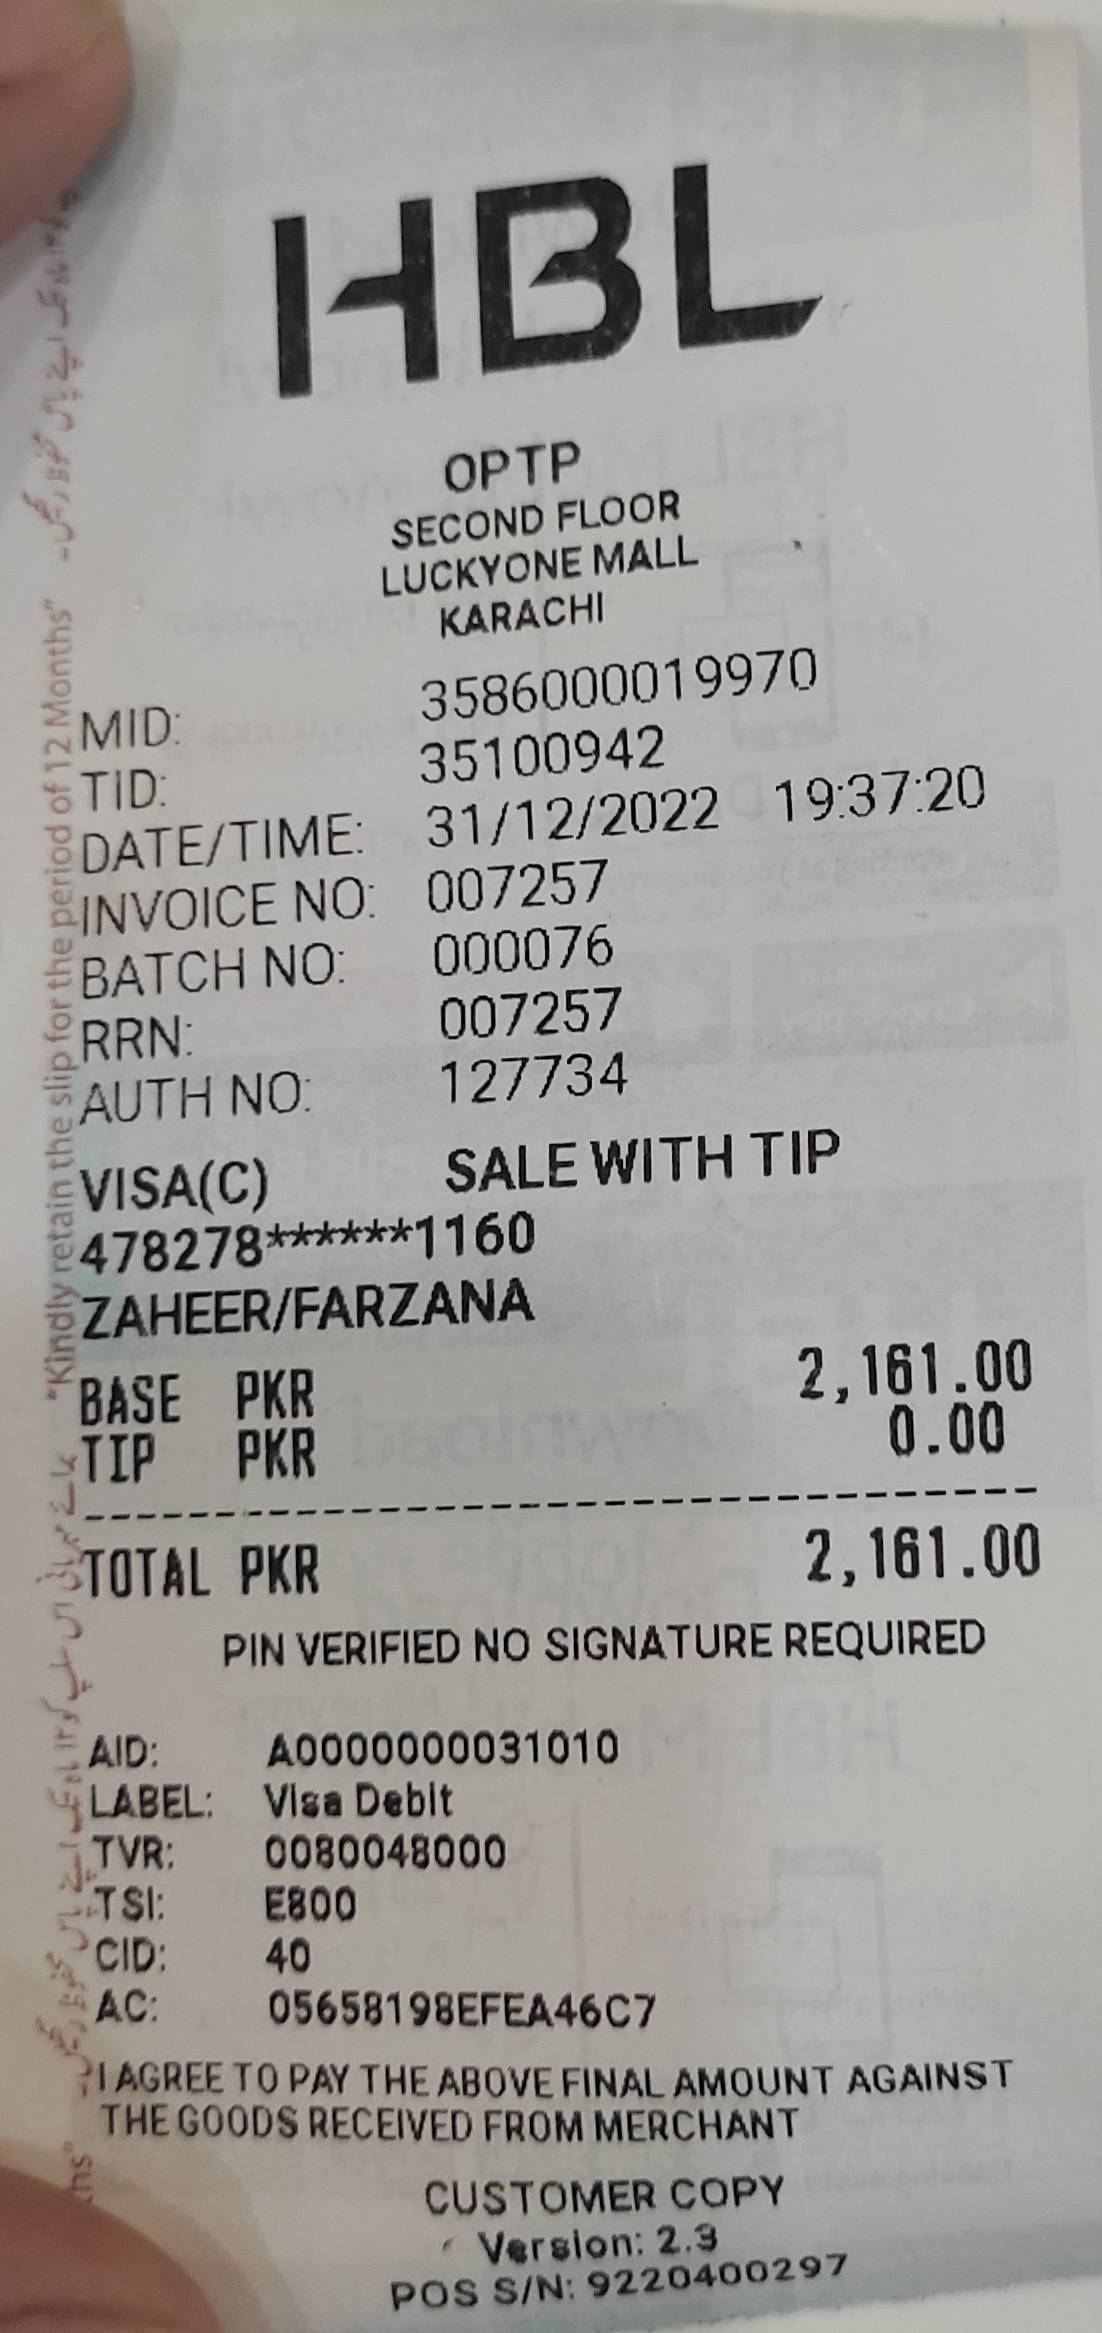 HBL
OPTP
SECOND FLOOR
LUCKYONE MALL
KARACHI
MID: 3586000019970
TID: 35100942
DATE/TIME: 31/12/2022 19:37:20
INVOICE NO: 007257
BATCH NO: 000076
RRN: 007257
AUTH NO: 127734
VISA(C) SALE WITH TIP
478278******1160
ZAHEER/FARZANA
BASE PKR 2,161.00
TIP PKR 0.00
TOTAL PKR 2,161.00
PIN VERIFIED NO SIGNATURE REQUIRED
AID: A0000000031010
LABEL: Visa Debit
TVR: 0080048000
TSI: E800
CID: 40
AC: 05658198EFEA46C7
I AGREE TO PAY THE ABOVE FINAL AMOUNT AGAINST
THE GOODS RECEIVED FROM MERCHANT
CUSTOMER COPY
Version: 2.3
POS S/N: 9220400297
"Kindly retain the slip for the period of 12 Months"